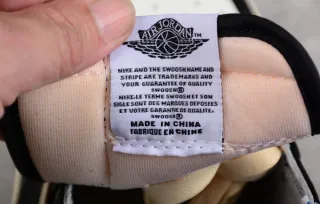 AIR JORDAN
NIKE AND THE SWOOSH NAME AND
STRIPE ARE TRADEMARKS AND
YOUR GUARANTEE OF QUALITY
SWOOSH®
NIKE.LE TERME SWOOSH ET SON
SIGLE SONT DES MARQUES DEPOSEES
ET VOTRE GARANTIE DE QUALITE.
SWOOSH®
MADE IN CHINA
FABRIQUE EN CHINE